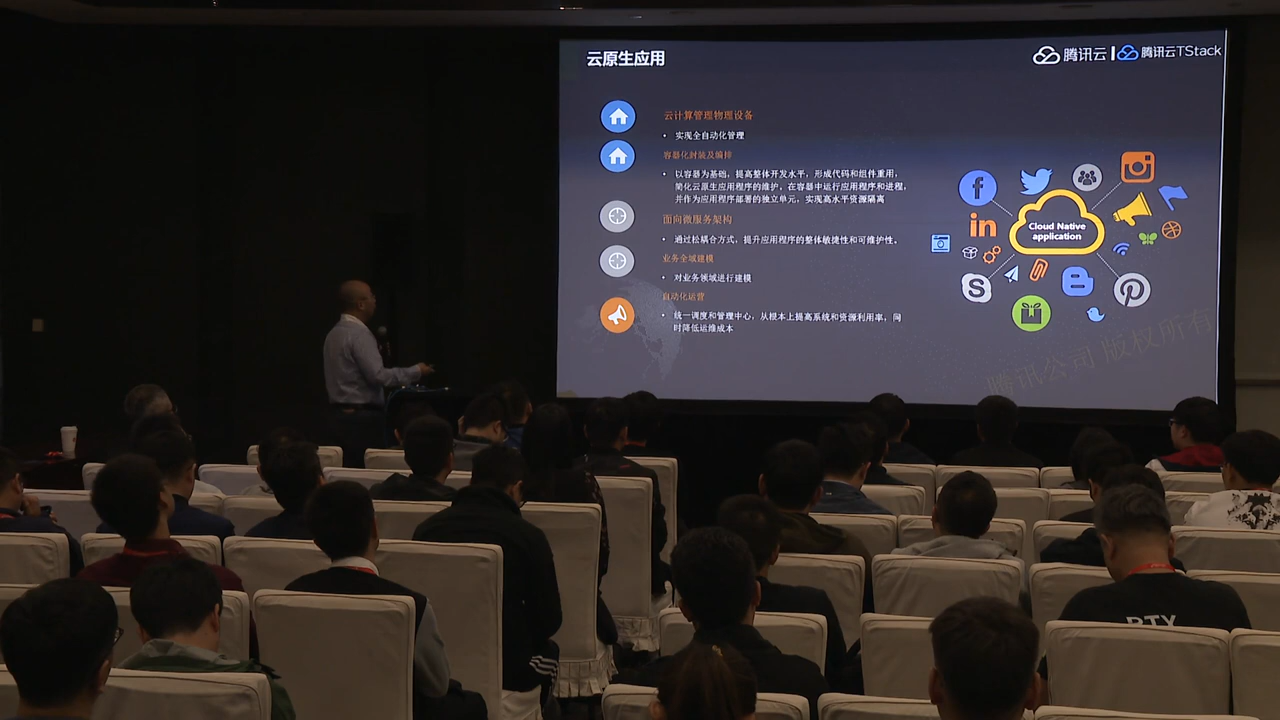 云原生应用
腾讯云 | 腾讯云TStack
云计算管理物理设备
• 实现全自动化管理
容器化封装及编排
• 以容器为基础，提高整体开发水平，形成代码和组件重用，
简化云原生应用程序的维护，在容器中运行应用程序和进程，
并作为应用程序部署的独立单元，实现高水平资源隔离
面向微服务架构
• 通过松耦合方式，提升应用程序的整体敏捷性和可维护性。
业务全域建模
• 对业务领域进行建模
自动化运营
• 统一调度和管理中心，从根本上提高系统和资源利用率，同
时降低运维成本
Cloud Native
application
腾讯公司 版权所有